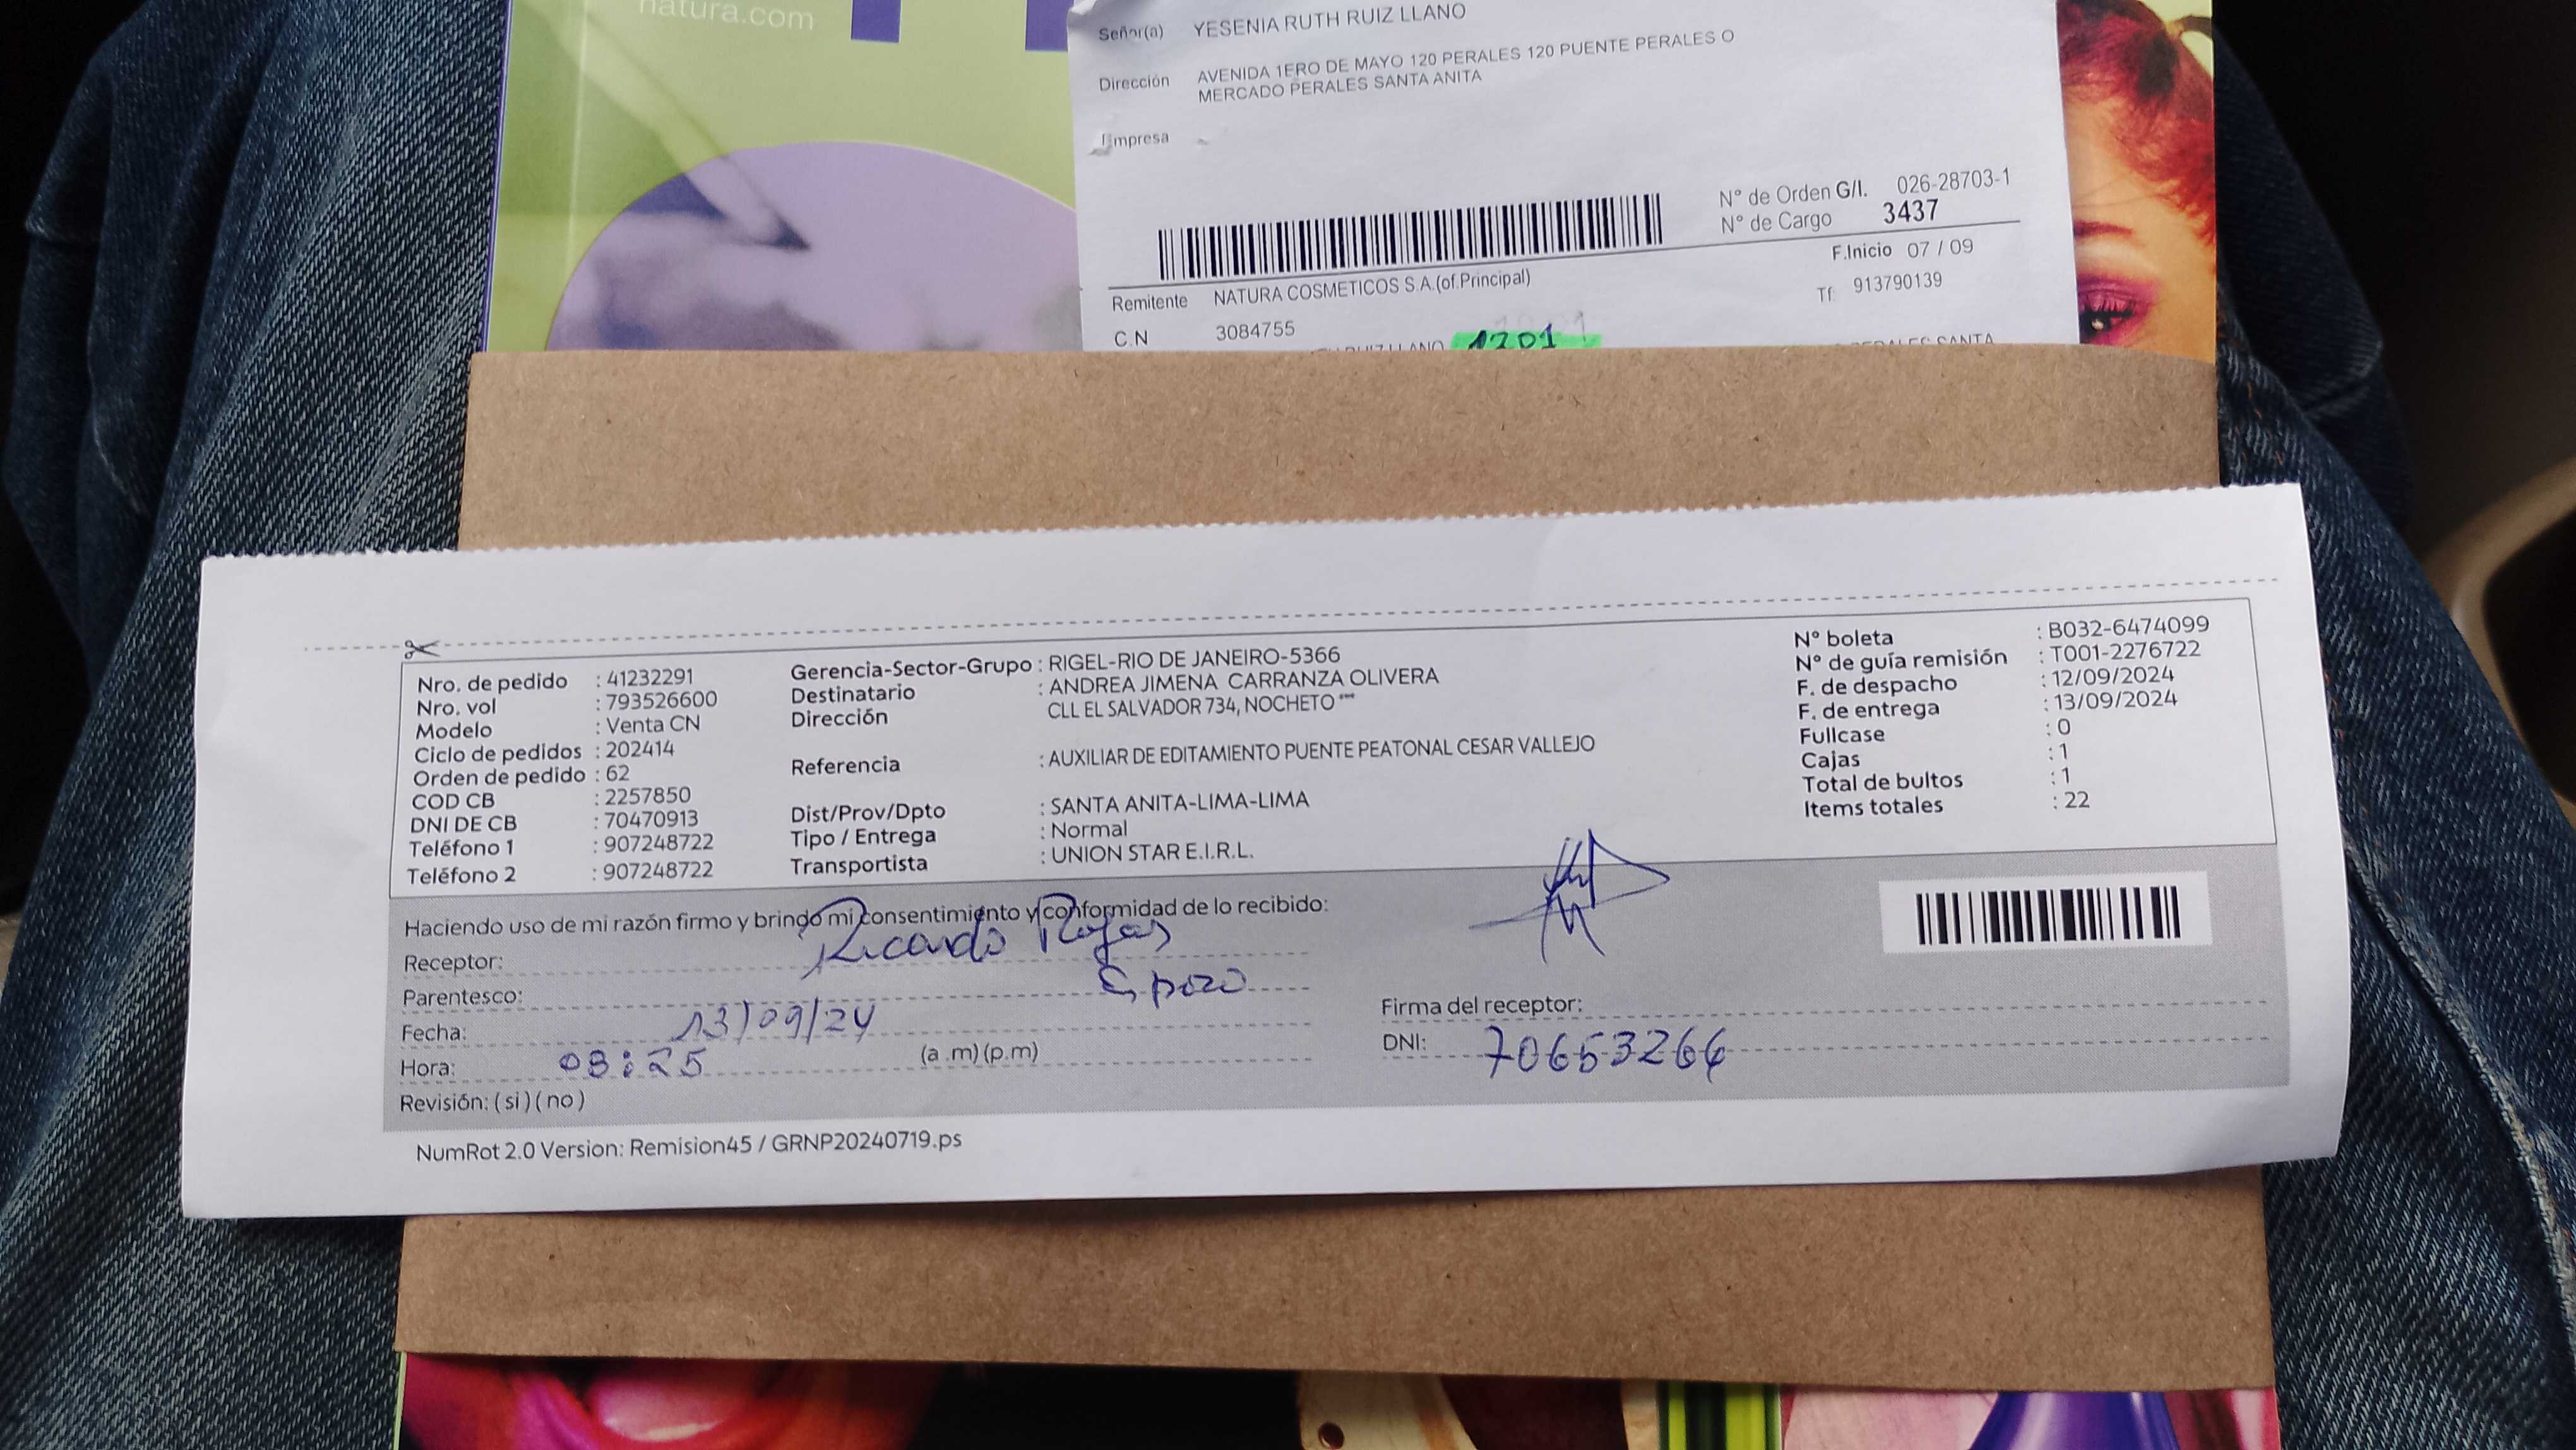 natura.com
Señor(a) YESENIA RUTH RUIZ LLANO
Dirección AVENIDA 1ERO DE MAYO 120 PERALES 120 PUENTE PERALES O
MERCADO PERALES SANTA ANITA
Empresa
N° de Orden G/I. 026-28703-1
N° de Cargo 3437
F.Inicio 07 / 09
Remitente NATURA COSMETICOS S.A.(of.Principal) Tf: 913790139
C.N 3084755
RUIZ LLANO 1201 PERALES SANTA
Nro. de pedido : 41232291
Nro. vol : 793526600
Modelo : Venta CN
Ciclo de pedidos : 202414
Orden de pedido : 62
COD CB : 2257850
DNI DE CB : 70470913
Teléfono 1 : 907248722
Teléfono 2 : 907248722
Gerencia-Sector-Grupo : RIGEL-RIO DE JANEIRO-5366
Destinatario : ANDREA JIMENA CARRANZA OLIVERA
Dirección CLL EL SALVADOR 734, NOCHETO ***
Referencia : AUXILIAR DE EDITAMIENTO PUENTE PEATONAL CESAR VALLEJO
Dist/Prov/Dpto : SANTA ANITA-LIMA-LIMA
Tipo / Entrega : Normal
Transportista : UNION STAR E.I.R.L.
N° boleta : B032-6474099
N° de guía remisión : T001-2276722
F. de despacho : 12/09/2024
F. de entrega : 13/09/2024
Fullcase : 0
Cajas : 1
Total de bultos : 1
Items totales : 22
Haciendo uso de mi razón firmo y brindo mi consentimiento y conformidad de lo recibido:
Receptor: Ricardo Rojas
Parentesco: Espozo
Fecha: 13/09/24
Hora: 08:25 (a .m) (p.m)
Revisión: ( si ) ( no )
Firma del receptor:
DNI: 70653264
NumRot 2.0 Version: Remision45 / GRNP20240719.ps